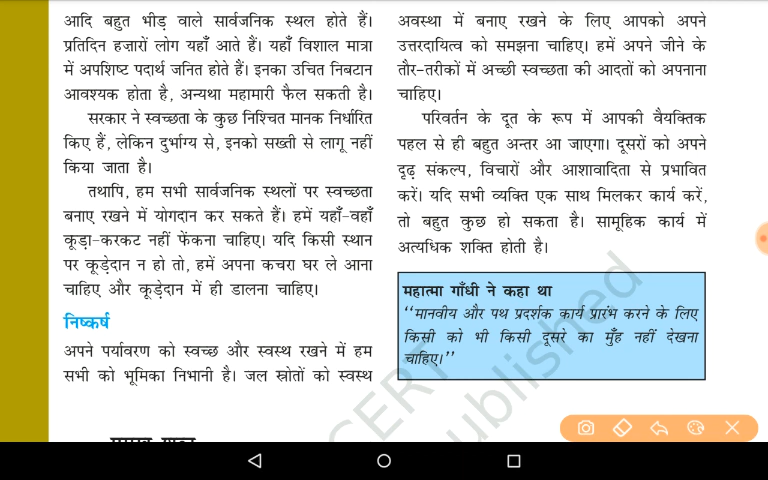 आदि बहुत भीड़ वाले सार्वजनिक स्थल होते हैं।
प्रतिदिन हजारों लोग यहाँ आते हैं। यहाँ विशाल मात्रा
में अपशिष्ट पदार्थ जनित होते हैं। इनका उचित निबटान
आवश्यक होता है, अन्यथा महामारी फैल सकती है।
सरकार ने स्वच्छता के कुछ निश्चित मानक निर्धारित
किए हैं, लेकिन दुर्भाग्य से, इनको सख्ती से लागू नहीं
किया जाता है।
तथापि, हम सभी सार्वजनिक स्थलों पर स्वच्छता
बनाए रखने में योगदान कर सकते हैं। हमें यहाँ-वहाँ
कूड़ा-करकट नहीं फेंकना चाहिए। यदि किसी स्थान
पर कूड़ेदान न हो तो, हमें अपना कचरा घर ले आना
चाहिए और कूड़ेदान में ही डालना चाहिए।
निष्कर्ष
अपने पर्यावरण को स्वच्छ और स्वस्थ रखने में हम
सभी को भूमिका निभानी है। जल स्रोतों को स्वस्थ
अवस्था में बनाए रखने के लिए आपको अपने
उत्तरदायित्व को समझना चाहिए। हमें अपने जीने के
तौर-तरीकों में अच्छी स्वच्छता की आदतों को अपनाना
चाहिए।
परिवर्तन के दूत के रूप में आपकी वैयक्तिक
पहल से ही बहुत अन्तर आ जाएगा। दूसरों को अपने
दृढ़ संकल्प, विचारों और आशावादिता से प्रभावित
करें। यदि सभी व्यक्ति एक साथ मिलकर कार्य करें,
तो बहुत कुछ हो सकता है। सामूहिक कार्य में
अत्यधिक शक्ति होती है।
महात्मा गाँधी ने कहा था
‘‘मानवीय और पथ प्रदर्शक कार्य प्रारंभ करने के लिए
किसी को भी किसी दूसरे का मुँह नहीं देखना
चाहिए।’’